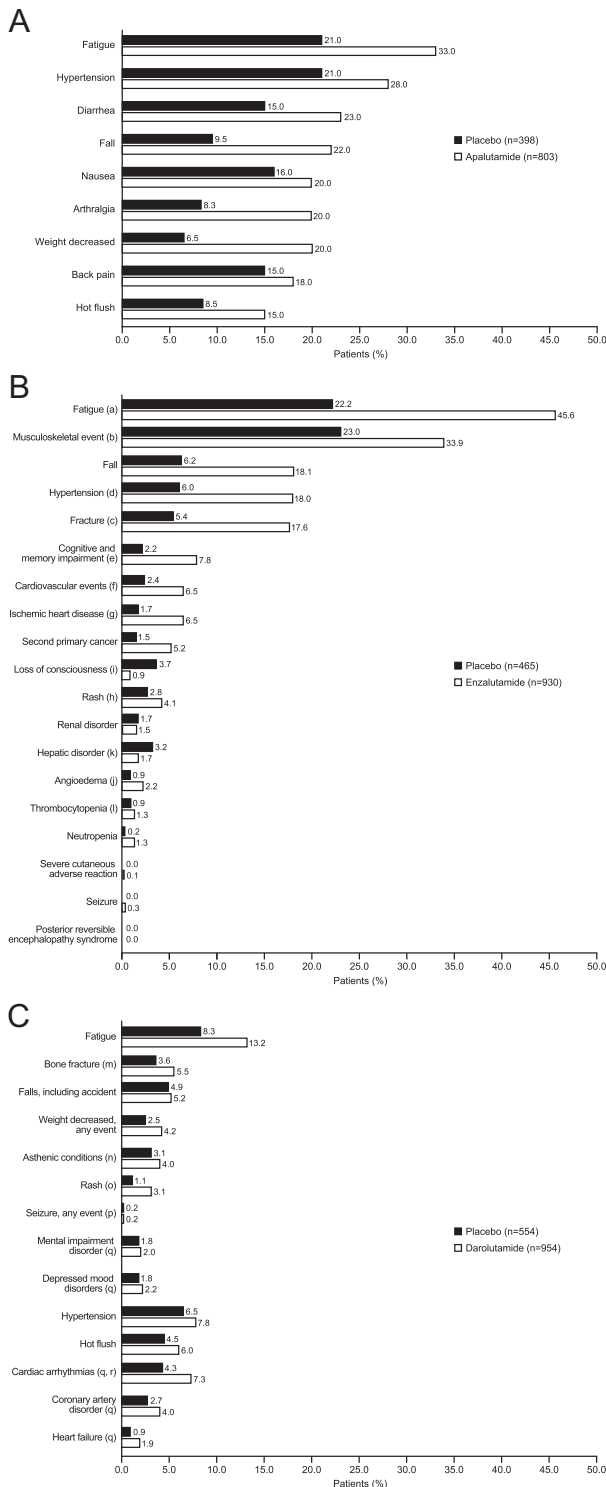 A
Fatigue
21.0
33.0
Hypertension
21.0
28.0
Diarrhea
15.0
23.0
Fall
9.5
22.0
Nausea
16.0
20.0
Arthralgia
8.3
20.0
Weight decreased
6.5
20.0
Back pain
15.0
18.0
Hot flush
8.5
15.0
Placebo (n=398)
Apalutamide (n=803)
0.0 5.0 10.0 15.0 20.0 25.0 30.0 35.0 40.0 45.0 50.0
Patients (%)
B
Fatigue (a)
22.2
45.6
Musculoskeletal event (b)
23.0
33.9
Fall
6.2
18.1
Hypertension (d)
6.0
18.0
Fracture (c)
5.4
17.6
Cognitive and
memory impairment (e)
2.2
7.8
Cardiovascular events (f)
2.4
6.5
Ischemic heart disease (g)
1.7
6.5
Second primary cancer
1.5
5.2
Loss of consciousness (i)
3.7
0.9
Rash (h)
2.8
4.1
Renal disorder
1.7
1.5
Hepatic disorder (k)
3.2
1.7
Angioedema (j)
0.9
2.2
Thrombocytopenia (l)
0.9
1.3
Neutropenia
0.2
1.3
Severe cutaneous
adverse reaction
0.0
0.1
Seizure
0.0
0.3
Posterior reversible
encephalopathy syndrome
0.0
0.0
Placebo (n=465)
Enzalutamide (n=930)
0.0 5.0 10.0 15.0 20.0 25.0 30.0 35.0 40.0 45.0 50.0
Patients (%)
C
Fatigue
8.3
13.2
Bone fracture (m)
3.6
5.5
Falls, including accident
4.9
5.2
Weight decreased,
any event
2.5
4.2
Asthenic conditions (n)
3.1
4.0
Rash (o)
1.1
3.1
Seizure, any event (p)
0.2
0.2
Mental impairment
disorder (q)
1.8
2.0
Depressed mood
disorders (q)
1.8
2.2
Hypertension
6.5
7.8
Hot flush
4.5
6.0
Cardiac arrhythmias (q, r)
4.3
7.3
Coronary artery
disorder (q)
2.7
4.0
Heart failure (q)
0.9
1.9
Placebo (n=554)
Darolutamide (n=954)
0.0 5.0 10.0 15.0 20.0 25.0 30.0 35.0 40.0 45.0 50.0
Patients (%)